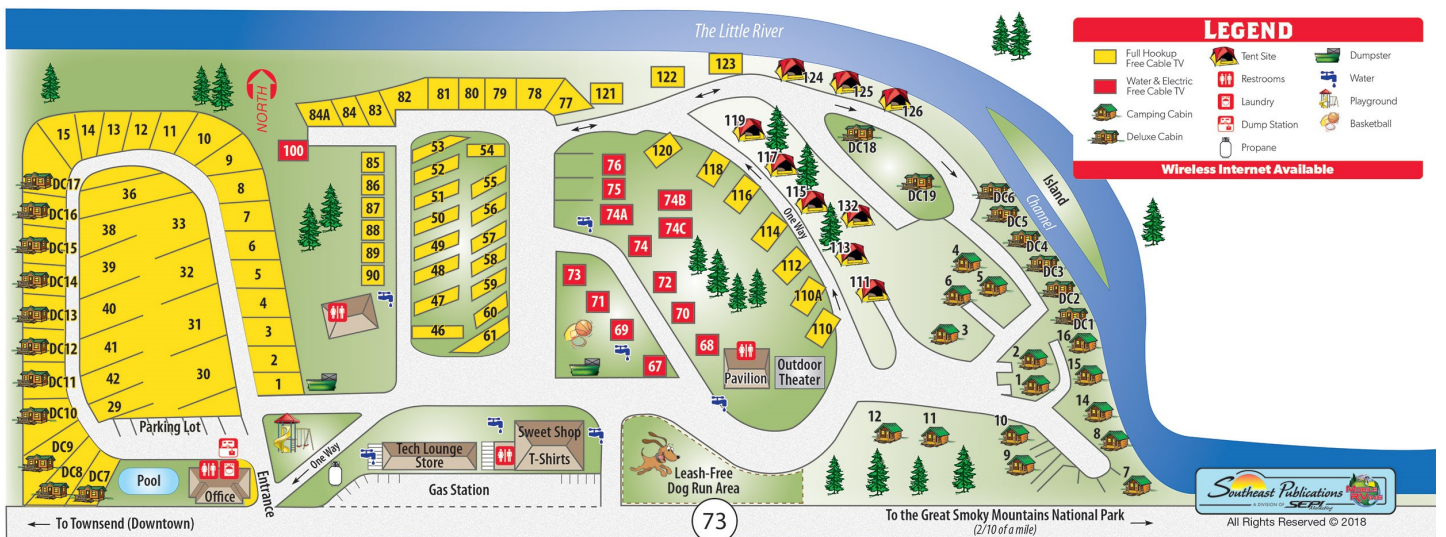 The Little River
LEGEND
Full Hookup
Free Cable TV
Water & Electric
Free Cable TV
Camping Cabin
Deluxe Cabin
Tent Site
Restrooms
Laundry
Dump Station
Propane
Dumpster
Water
Playground
Basketball
Wireless Internet Available
NORTH
84A
84
83
82
81
80
79
78
77
121
122
123
124
125
126
15
14
13
12
11
10
9
8
7
6
5
4
3
2
1
100
85
86
87
88
89
90
DC17
DC16
DC15
DC14
DC13
DC12
DC11
DC10
DC9
DC8
DC7
36
38
39
40
41
42
29
33
32
31
30
53
52
51
50
49
48
47
46
54
55
56
57
58
59
60
61
76
75
74A
74B
74C
74
73
72
71
70
69
68
67
120
118
116
114
112
110A
110
119
117
115
132
113
111
One Way
DC18
DC19
DC6
DC5
DC4
DC3
DC2
DC1
Island
Channel
4
5
6
3
2
1
16
15
14
8
7
12
11
10
9
Pavilion
Outdoor
Theater
Parking Lot
Pool
Office
Entrance
One Way
Tech Lounge
Store
Sweet Shop
T-Shirts
Gas Station
Leash-Free
Dog Run Area
← To Townsend (Downtown)
73
To the Great Smoky Mountains National Park →
(2/10 of a mile)
Southeast Publications
A DIVISION OF SEPI Marketing
All Rights Reserved © 2018